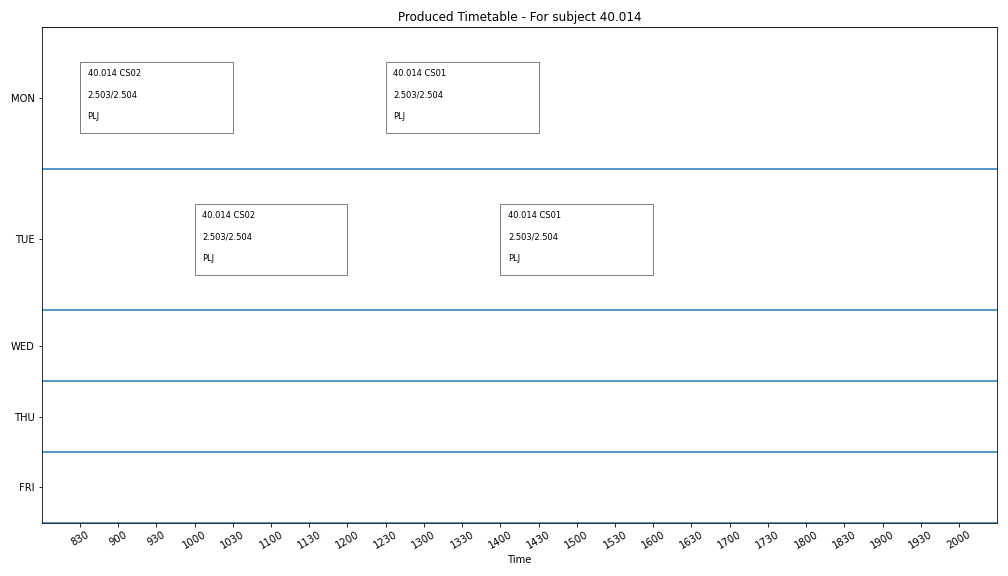 Produced Timetable - For subject 40.014
MON
40.014 CS02
2.503/2.504
PLJ
40.014 CS01
2.503/2.504
PLJ
TUE
40.014 CS02
2.503/2.504
PLJ
40.014 CS01
2.503/2.504
PLJ
WED
THU
FRI
830 900 930 1000 1030 1100 1130 1200 1230 1300 1330 1400 1430 1500 1530 1600 1630 1700 1730 1800 1830 1900 1930 2000
Time